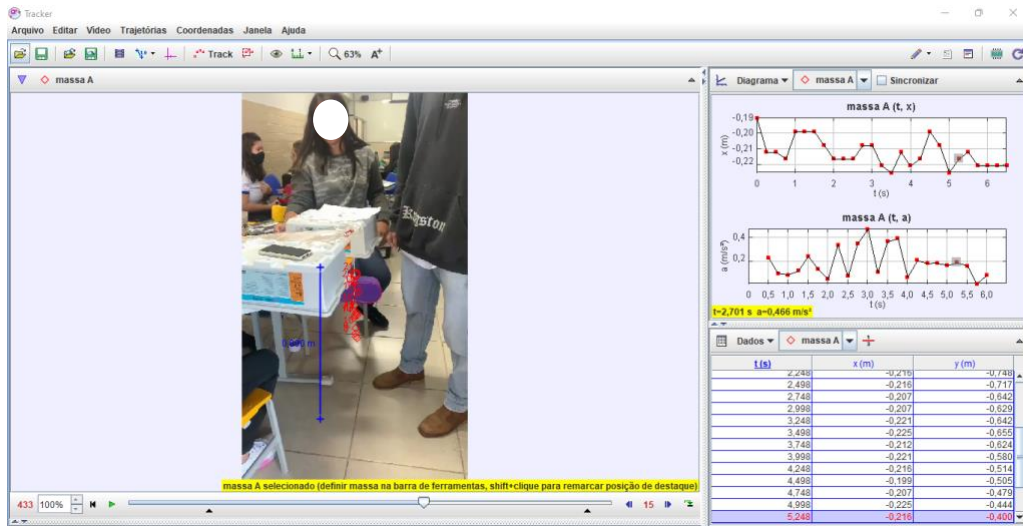 Tracker
Arquivo Editar Vídeo Trajetórias Coordenadas Janela Ajuda
Track 63% A+
massa A
433 100% 15
massa A selecionado (definir massa na barra de ferramentas, shift+clique para remarcar posição de destaque)
Diagrama massa A Sincronizar
massa A (t, x)
x (m)
-0,19
-0,20
-0,21
-0,22
0 1 2 3 4 5 6
t (s)
massa A (t, a)
a (m/s²)
0,4
0,2
0 0,5 1,0 1,5 2,0 2,5 3,0 3,5 4,0 4,5 5,0 5,5 6,0
t (s)
t=2,701 s a=0,466 m/s²
Dados massa A
t (s) x (m) y (m)
2,248 -0,216 -0,748
2,498 -0,216 -0,717
2,748 -0,207 -0,642
2,998 -0,207 -0,629
3,248 -0,221 -0,642
3,498 -0,225 -0,655
3,748 -0,212 -0,624
3,998 -0,221 -0,580
4,248 -0,216 -0,514
4,498 -0,199 -0,505
4,748 -0,207 -0,479
4,998 -0,225 -0,444
5,248 -0,216 -0,400